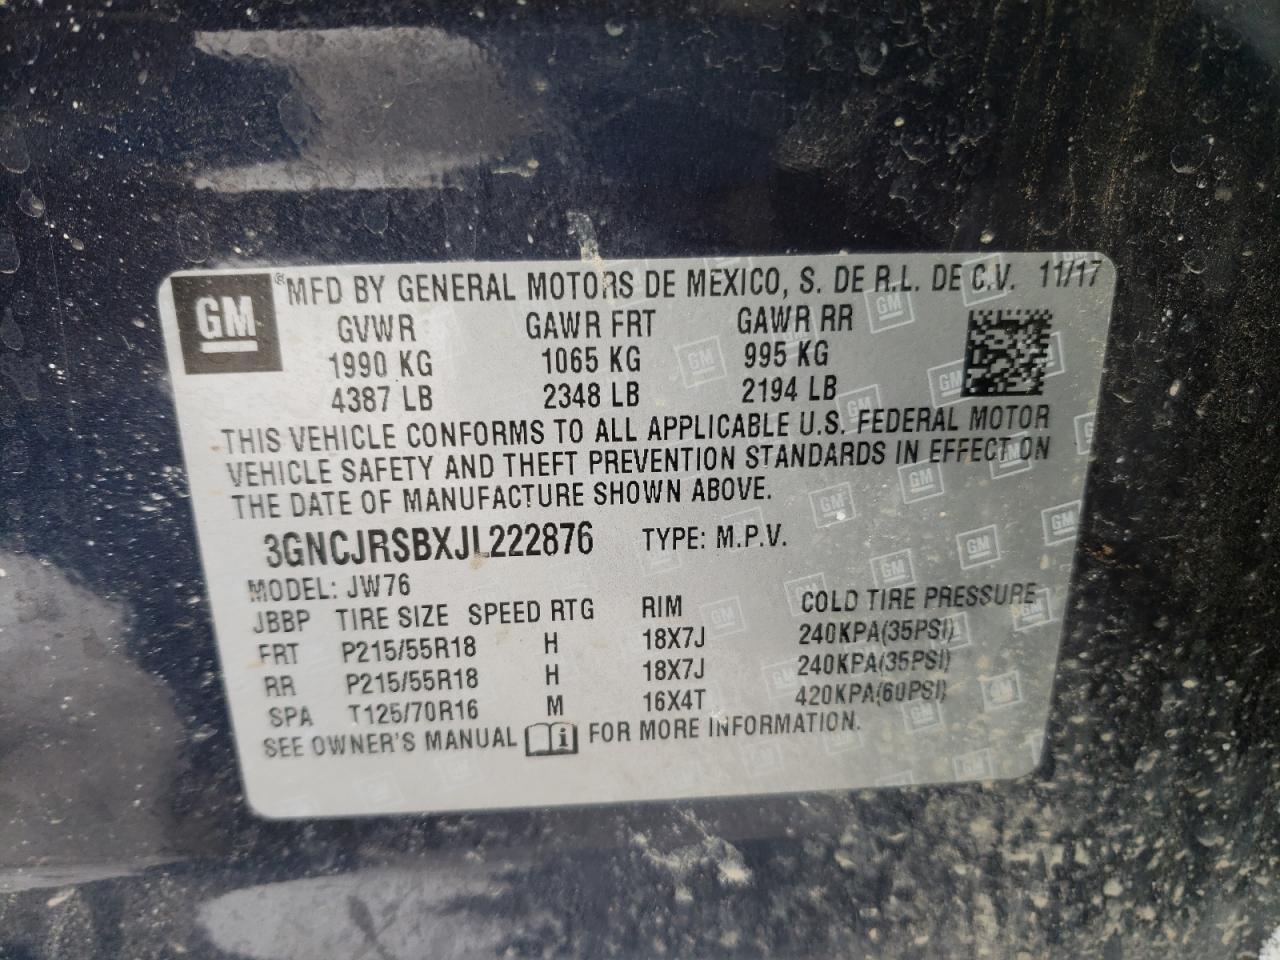 GM ® MFD BY GENERAL MOTORS DE MEXICO, S. DE R.L. DE C.V. 11/17
GVWR GAWR FRT GAWR RR
1990 KG 1065 KG 995 KG
4387 LB 2348 LB 2194 LB
THIS VEHICLE CONFORMS TO ALL APPLICABLE U.S. FEDERAL MOTOR
VEHICLE SAFETY AND THEFT PREVENTION STANDARDS IN EFFECT ON
THE DATE OF MANUFACTURE SHOWN ABOVE.
3GNCJRSBXJL222876 TYPE: M.P.V.
MODEL: JW76
JBBP TIRE SIZE SPEED RTG RIM COLD TIRE PRESSURE
FRT P215/55R18 H 18X7J 240KPA(35PSI)
RR P215/55R18 H 18X7J 240KPA(35PSI)
SPA T125/70R16 M 16X4T 420KPA(60PSI)
SEE OWNER'S MANUAL i FOR MORE INFORMATION.